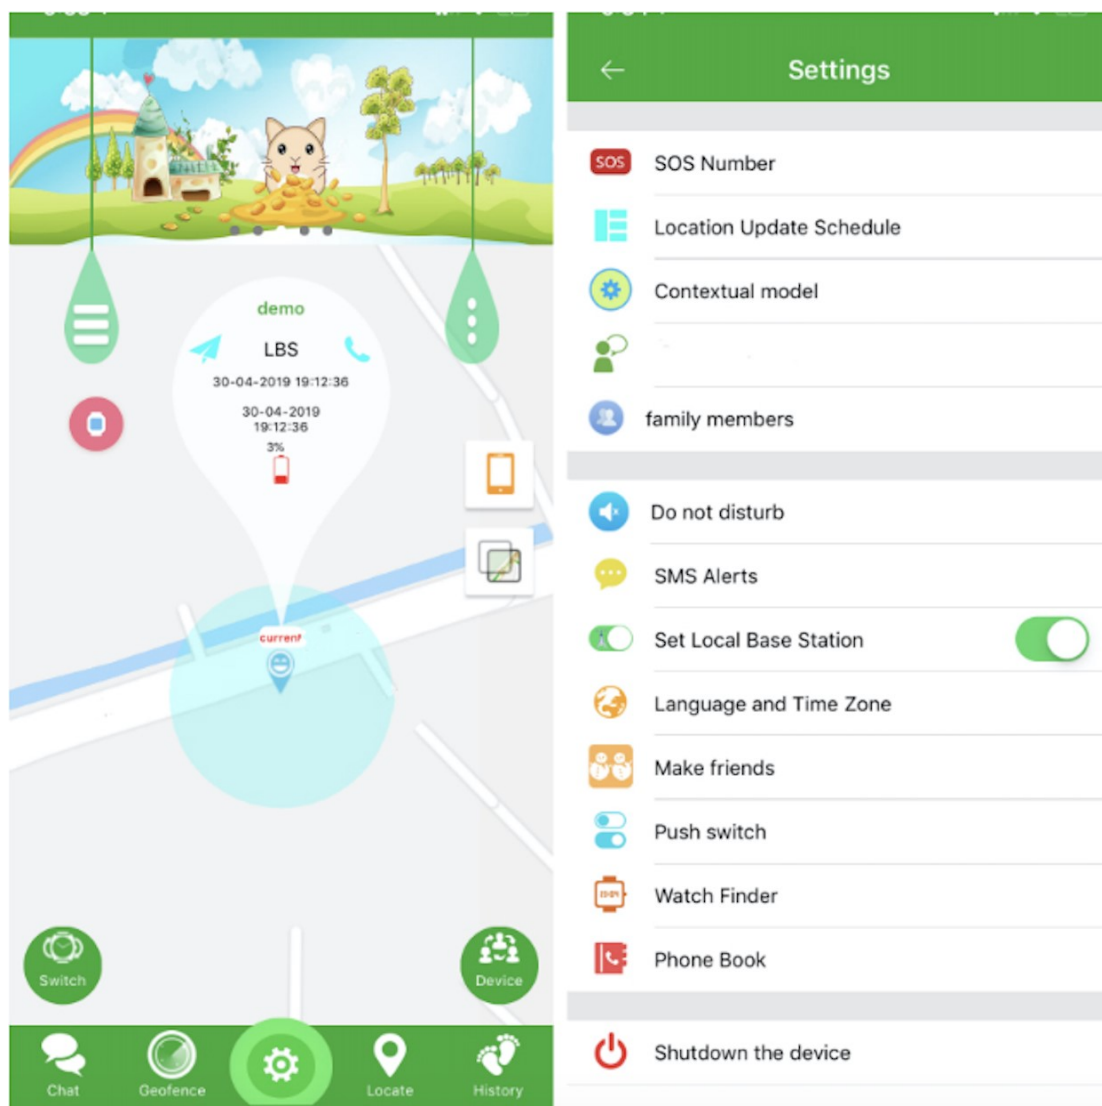 demo
LBS
30-04-2019 19:12:36
30-04-2019
19:12:36
3%
current
Switch
Device
Chat
Geofence
Locate
History
Settings
SOS
SOS Number
Location Update Schedule
Contextual model
family members
Do not disturb
SMS Alerts
Set Local Base Station
Language and Time Zone
Make friends
Push switch
Watch Finder
Phone Book
Shutdown the device